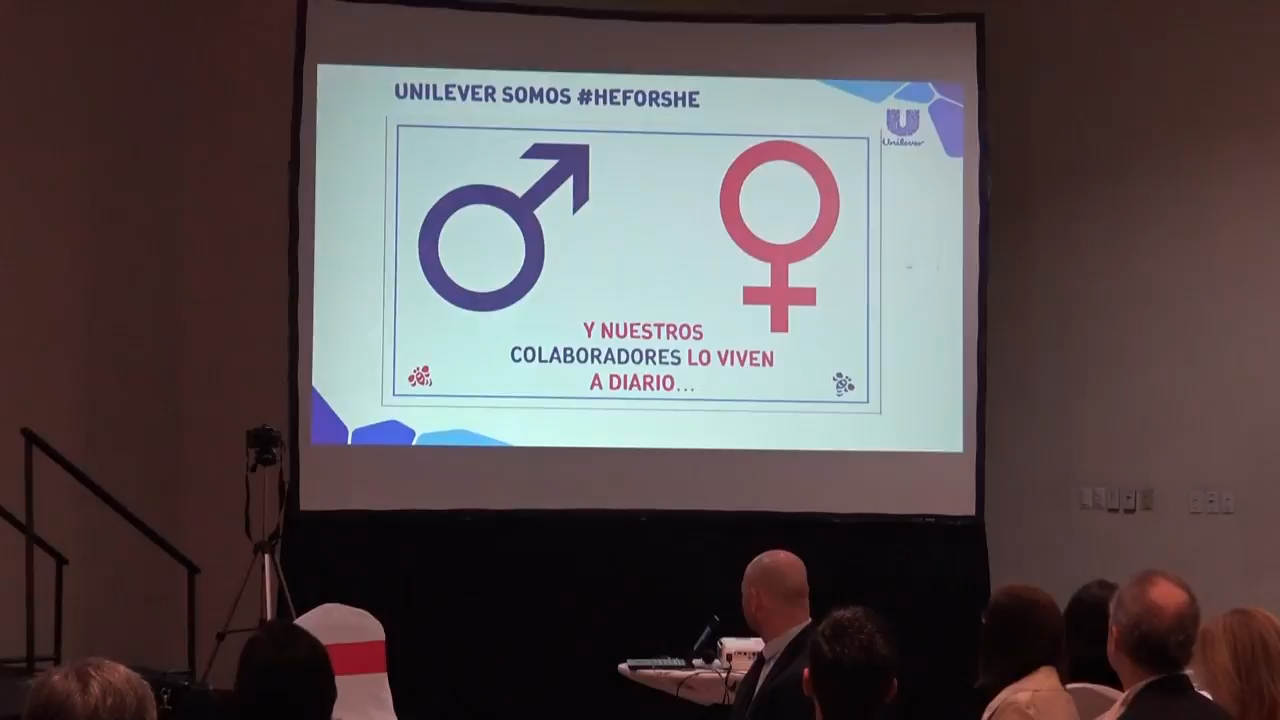 UNILEVER SOMOS #HEFORSHE
Unilever
Y NUESTROS
COLABORADORES LO VIVEN
A DIARIO...